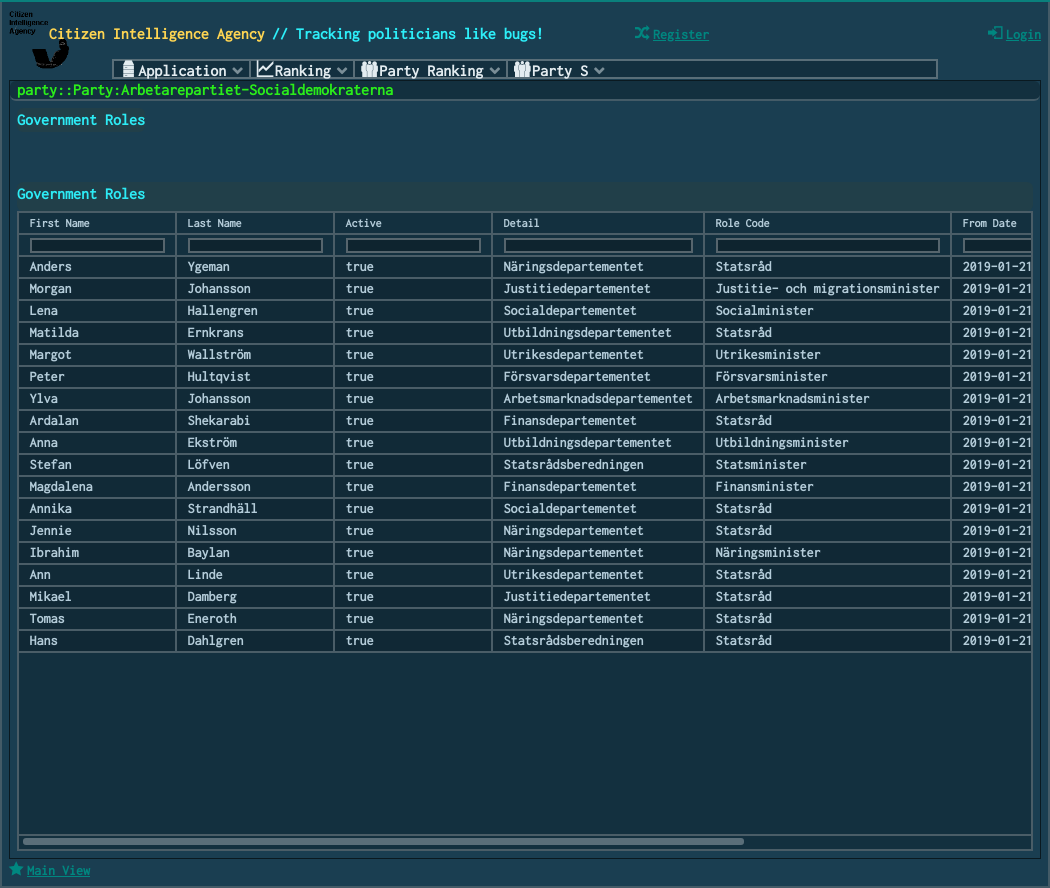 Citizen
Intelligence
Agency
Citizen Intelligence Agency // Tracking politicians like bugs!
Register
Login
Application Ranking Party Ranking Party S
party::Party:Arbetarepartiet-Socialdemokraterna
Government Roles
Government Roles
First Name Last Name Active Detail Role Code From Date
Anders Ygeman true Näringsdepartementet Statsråd 2019-01-21
Morgan Johansson true Justitiedepartementet Justitie- och migrationsminister 2019-01-21
Lena Hallengren true Socialdepartementet Socialminister 2019-01-21
Matilda Ernkrans true Utbildningsdepartementet Statsråd 2019-01-21
Margot Wallström true Utrikesdepartementet Utrikesminister 2019-01-21
Peter Hultqvist true Försvarsdepartementet Försvarsminister 2019-01-21
Ylva Johansson true Arbetsmarknadsdepartementet Arbetsmarknadsminister 2019-01-21
Ardalan Shekarabi true Finansdepartementet Statsråd 2019-01-21
Anna Ekström true Utbildningsdepartementet Utbildningsminister 2019-01-21
Stefan Löfven true Statsrådsberedningen Statsminister 2019-01-21
Magdalena Andersson true Finansdepartementet Finansminister 2019-01-21
Annika Strandhäll true Socialdepartementet Statsråd 2019-01-21
Jennie Nilsson true Näringsdepartementet Statsråd 2019-01-21
Ibrahim Baylan true Näringsdepartementet Näringsminister 2019-01-21
Ann Linde true Utrikesdepartementet Statsråd 2019-01-21
Mikael Damberg true Justitiedepartementet Statsråd 2019-01-21
Tomas Eneroth true Näringsdepartementet Statsråd 2019-01-21
Hans Dahlgren true Statsrådsberedningen Statsråd 2019-01-21
Main View